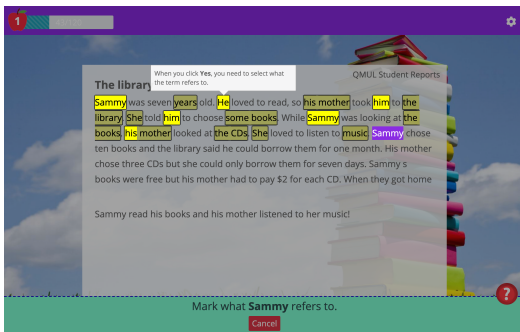 1
When you click Yes, you need to select what
the term refers to.
QMUL Student Reports
The library
Sammy was seven years old. He loved to read, so his mother took him to the
library. She told him to choose some books. While Sammy was looking at the
books, his mother looked at the CDs. She loved to listen to music. Sammy chose
ten books and the library said he could borrow them for one month. His mother
chose three CDs but she could only borrow them for seven days. Sammy s
books were free but his mother had to pay $2 for each CD. When they got home
Sammy read his books and his mother listened to her music!
?
Mark what Sammy refers to.
Cancel